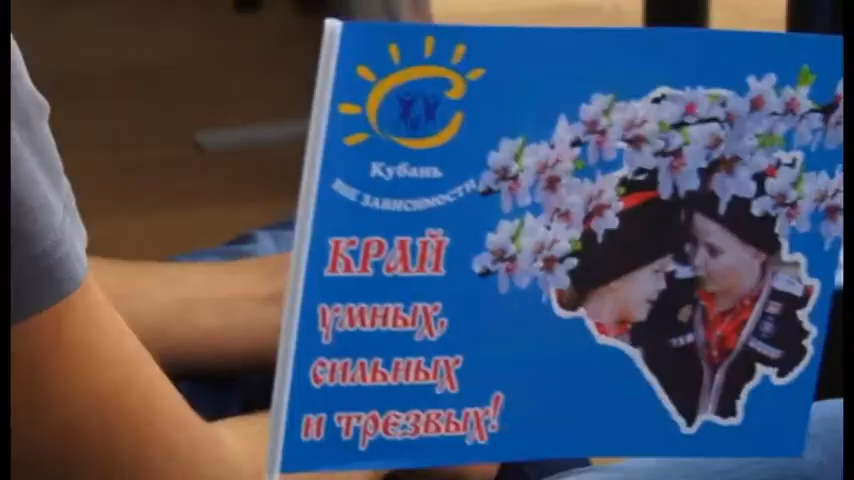 Кубань
ВНЕ ЗАВИСИМОСТИ
КРАЙ
умных,
сильных
и трезвых!